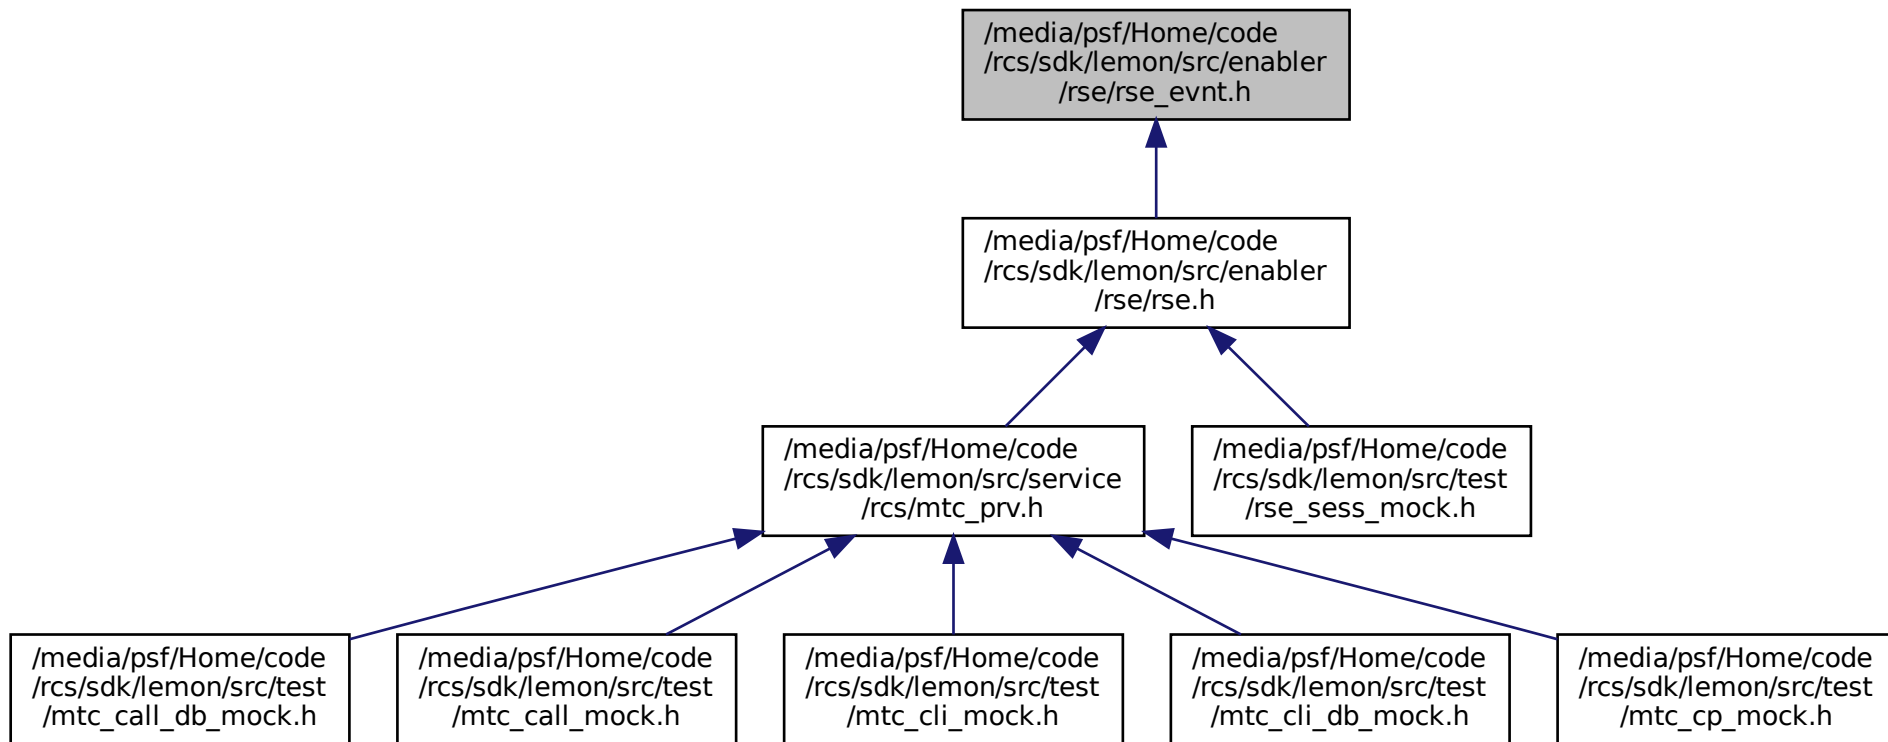 /media/psf/Home/code
/rcs/sdk/lemon/src/enabler
/rse/rse_evnt.h
/media/psf/Home/code
/rcs/sdk/lemon/src/enabler
/rse/rse.h
/media/psf/Home/code
/rcs/sdk/lemon/src/service
/rcs/mtc_prv.h
/media/psf/Home/code
/rcs/sdk/lemon/src/test
/rse_sess_mock.h
/media/psf/Home/code
/rcs/sdk/lemon/src/test
/mtc_call_db_mock.h
/media/psf/Home/code
/rcs/sdk/lemon/src/test
/mtc_call_mock.h
/media/psf/Home/code
/rcs/sdk/lemon/src/test
/mtc_cli_mock.h
/media/psf/Home/code
/rcs/sdk/lemon/src/test
/mtc_cli_db_mock.h
/media/psf/Home/code
/rcs/sdk/lemon/src/test
/mtc_cp_mock.h